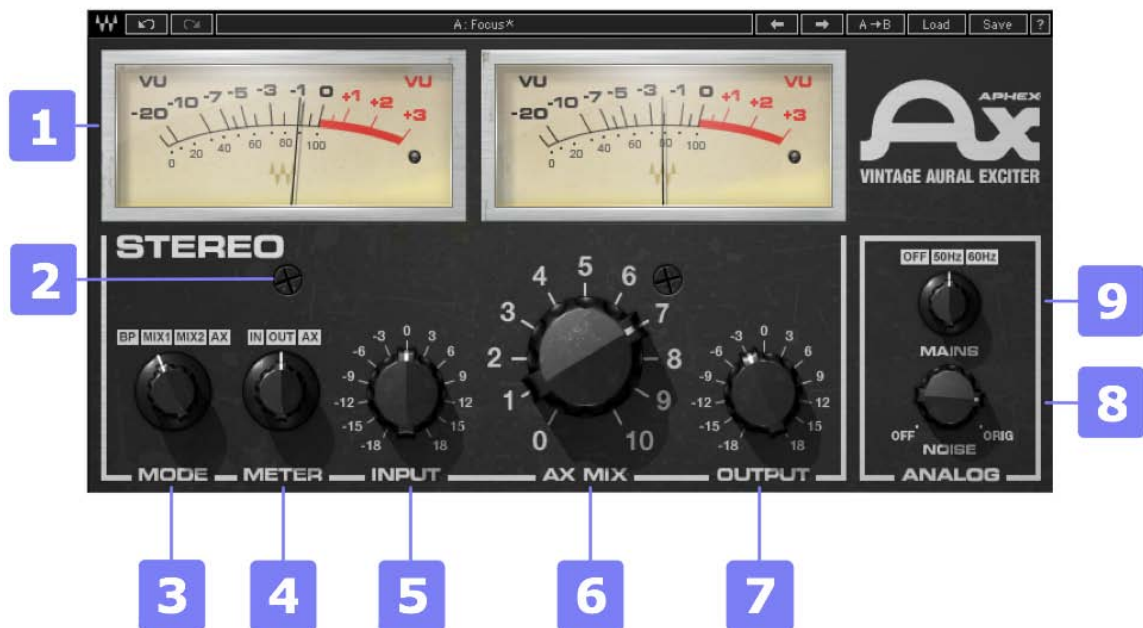 A: Focus*
A→B
Load
Save
?
VU
VU
-20 -10 -7 -5 -3 -1 0 +1 +2 +3
0 20 40 60 80 100
VU
VU
-20 -10 -7 -5 -3 -1 0 +1 +2 +3
0 20 40 60 80 100
APHEX
Ax
VINTAGE AURAL EXCITER
1
STEREO
2
BP MIX1 MIX2 AX
MODE
IN OUT AX
METER
-18 -15 -12 -9 -6 -3 0 3 6 9 12 15 18
INPUT
0 1 2 3 4 5 6 7 8 9 10
AX MIX
-18 -15 -12 -9 -6 -3 0 3 6 9 12 15 18
OUTPUT
OFF 50Hz 60Hz
MAINS
9
OFF ORIG
NOISE
8
ANALOG
3 4 5 6 7